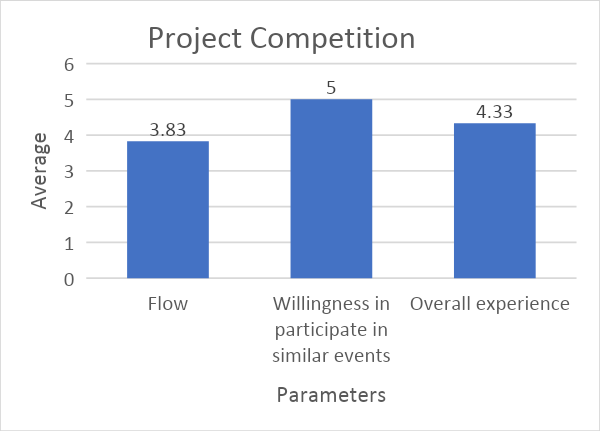 Project Competition
6
5
4
3
2
1
0
Average
3.83
5
4.33
Flow
Willingness in
participate in
similar events
Overall experience
Parameters